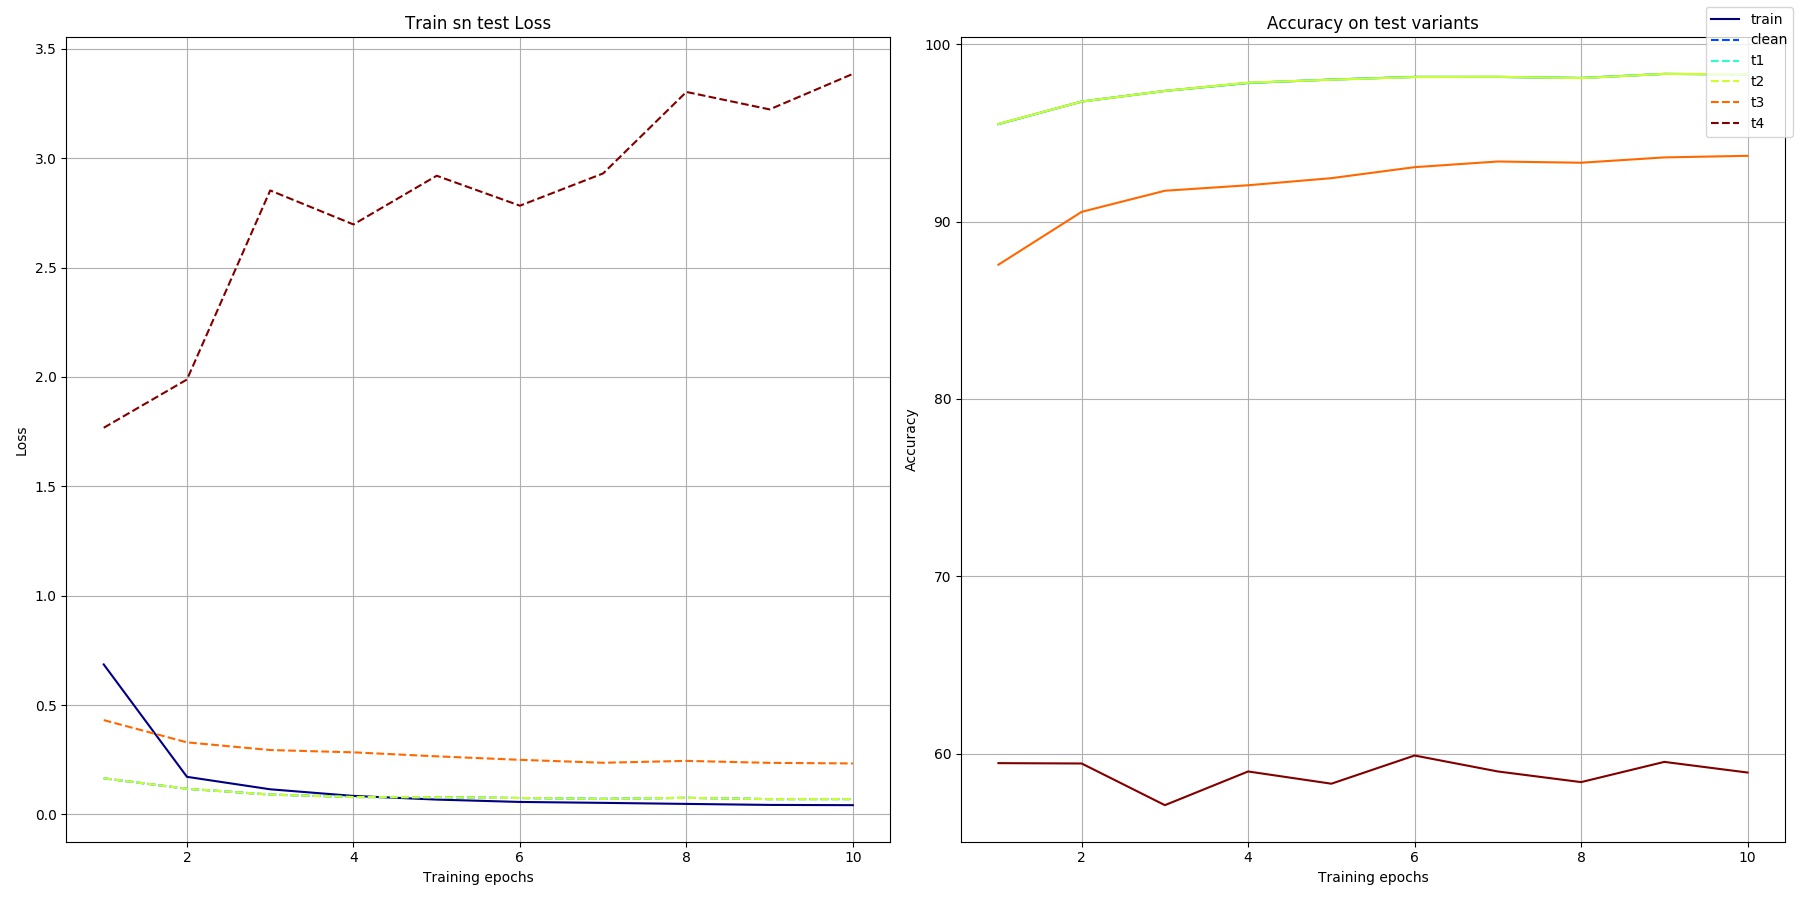 Train sn test Loss
3.5
3.0
2.5
2.0
1.5
1.0
0.5
0.0
Loss
2 4 6 8 10
Training epochs
Accuracy on test variants
100
90
80
70
60
Accuracy
2 4 6 8 10
Training epochs
train
clean
t1
t2
t3
t4